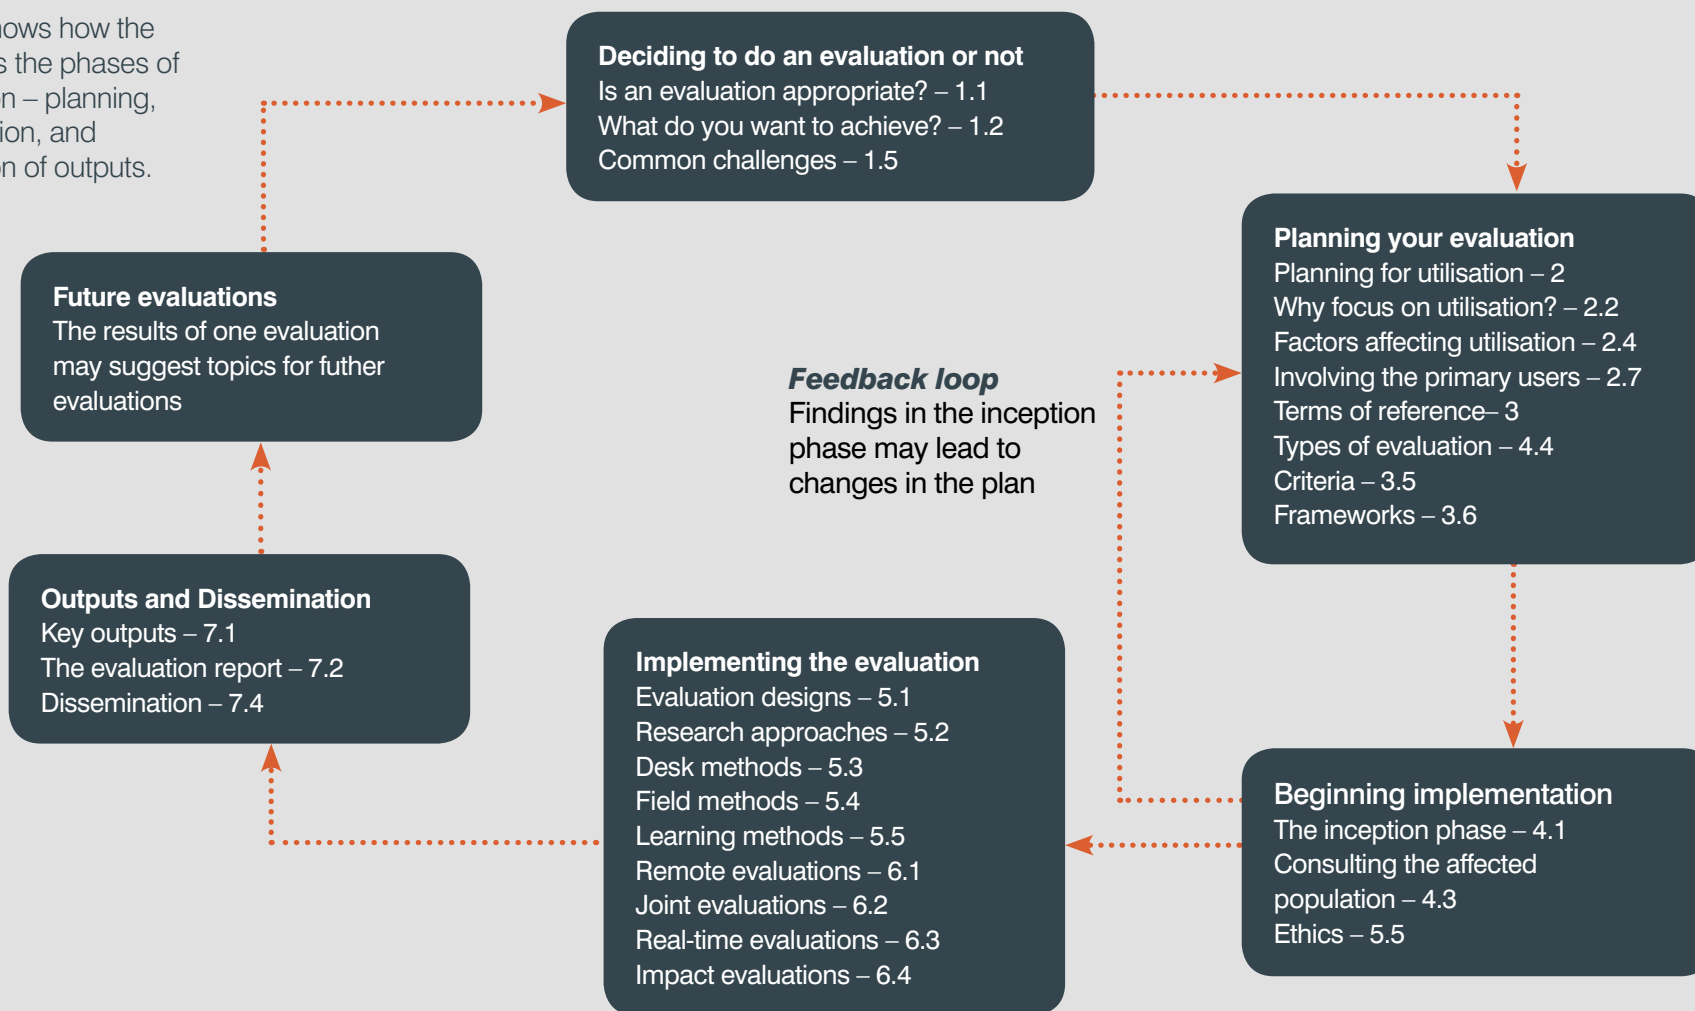 nows how the
s the phases of
on – planning,
tion, and
on of outputs.
Deciding to do an evaluation or not
Is an evaluation appropriate? – 1.1
What do you want to achieve? – 1.2
Common challenges – 1.5
Planning your evaluation
Planning for utilisation – 2
Why focus on utilisation? – 2.2
Factors affecting utilisation – 2.4
Involving the primary users – 2.7
Terms of reference– 3
Types of evaluation – 4.4
Criteria – 3.5
Frameworks – 3.6
Feedback loop
Findings in the inception
phase may lead to
changes in the plan
Beginning implementation
The inception phase – 4.1
Consulting the affected
population – 4.3
Ethics – 5.5
Implementing the evaluation
Evaluation designs – 5.1
Research approaches – 5.2
Desk methods – 5.3
Field methods – 5.4
Learning methods – 5.5
Remote evaluations – 6.1
Joint evaluations – 6.2
Real-time evaluations – 6.3
Impact evaluations – 6.4
Outputs and Dissemination
Key outputs – 7.1
The evaluation report – 7.2
Dissemination – 7.4
Future evaluations
The results of one evaluation
may suggest topics for futher
evaluations